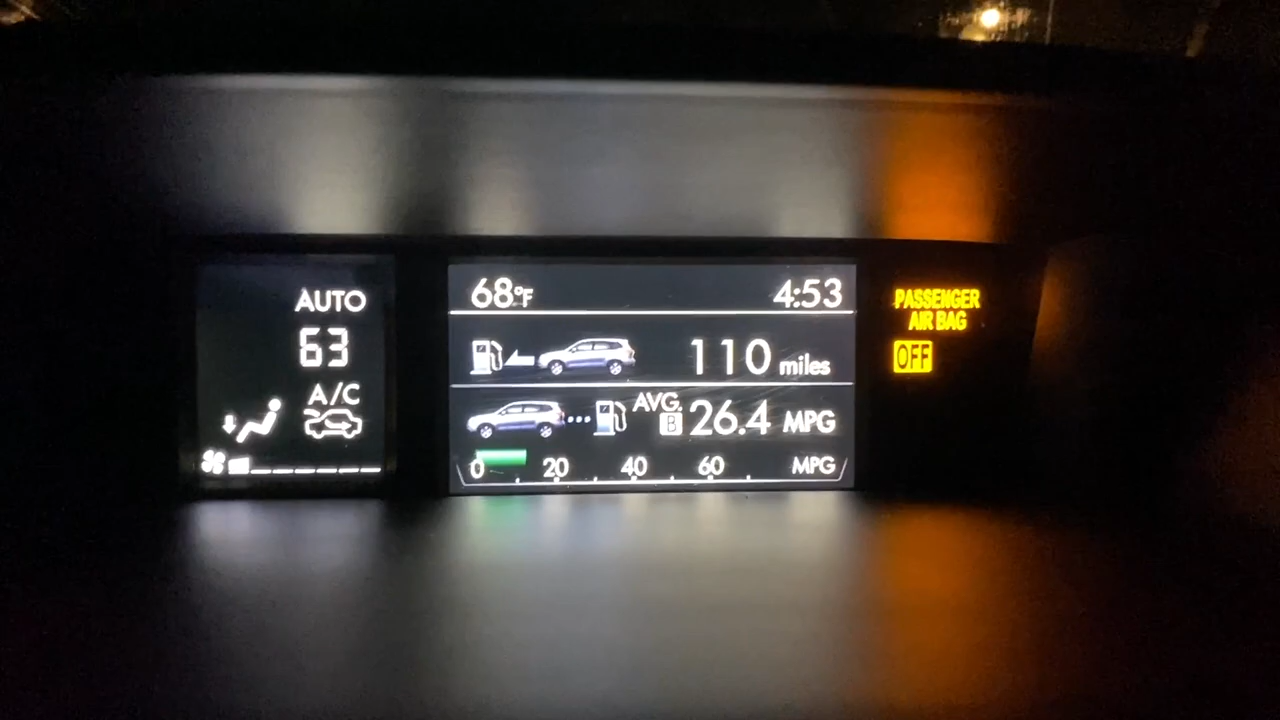 AUTO
63
A/C
68°F 4:53
110 miles
AVG. B 26.4 MPG
0 20 40 60 MPG
PASSENGER
AIR BAG
OFF